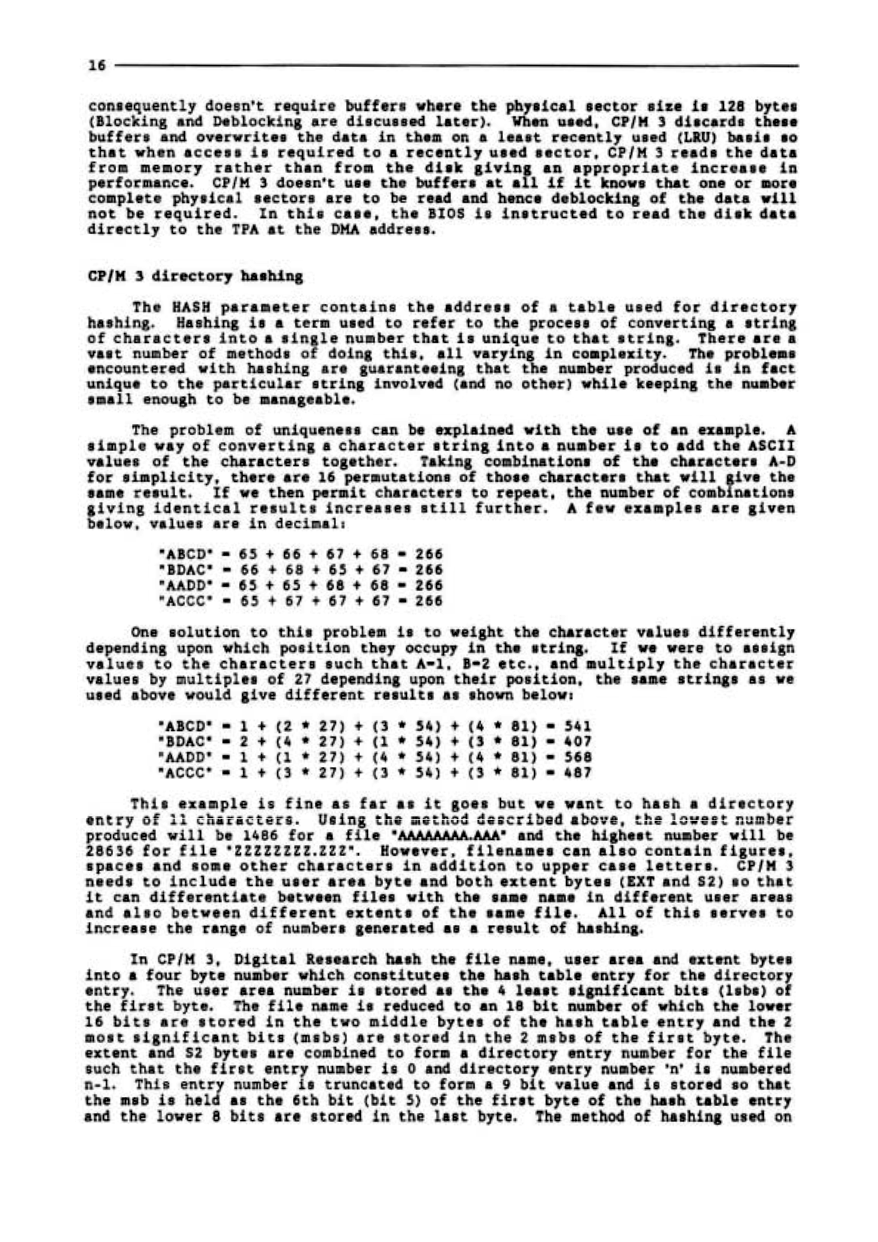 16
consequently doesn't require buffers where the physical sector size is 128 bytes
(Blocking and Deblocking are discussed later). When used, CP/M 3 discards these
buffers and overwrites the data in them on a least recently used (LRU) basis so
that when access is required to a recently used sector, CP/M 3 reads the data
from memory rather than from the disk giving an appropriate increase in
performance. CP/M 3 doesn't use the buffers at all if it knows that one or more
complete physical sectors are to be read and hence deblocking of the data will
not be required. In this case, the BIOS is instructed to read the disk data
directly to the TPA at the DMA address.
CP/M 3 directory hashing
The HASH parameter contains the address of a table used for directory
hashing. Hashing is a term used to refer to the process of converting a string
of characters into a single number that is unique to that string. There are a
vast number of methods of doing this, all varying in complexity. The problems
encountered with hashing are guaranteeing that the number produced is in fact
unique to the particular string involved (and no other) while keeping the number
small enough to be manageable.
The problem of uniqueness can be explained with the use of an example. A
simple way of converting a character string into a number is to add the ASCII
values of the characters together. Taking combinations of the characters A-D
for simplicity, there are 16 permutations of those characters that will give the
same result. If we then permit characters to repeat, the number of combinations
giving identical results increases still further. A few examples are given
below, values are in decimal:
"ABCD" = 65 + 66 + 67 + 68 = 266
"BDAC" = 66 + 68 + 65 + 67 = 266
"AADD" = 65 + 65 + 68 + 68 = 266
"ACCC" = 65 + 67 + 67 + 67 = 266
One solution to this problem is to weight the character values differently
depending upon which position they occupy in the string. If we were to assign
values to the characters such that A=1, B=2 etc., and multiply the character
values by multiples of 27 depending upon their position, the same strings as we
used above would give different results as shown below:
"ABCD" = 1 + (2 * 27) + (3 * 54) + (4 * 81) = 541
"BDAC" = 2 + (4 * 27) + (1 * 54) + (3 * 81) = 407
"AADD" = 1 + (1 * 27) + (4 * 54) + (4 * 81) = 568
"ACCC" = 1 + (3 * 27) + (3 * 54) + (3 * 81) = 487
This example is fine as far as it goes but we want to hash a directory
entry of 11 characters. Using the method described above, the lowest number
produced will be 1486 for a file "AAAAAAAA.AAA" and the highest number will be
28636 for file "ZZZZZZZZ.ZZZ". However, filenames can also contain figures,
spaces and some other characters in addition to upper case letters. CP/M 3
needs to include the user area byte and both extent bytes (EXT and S2) so that
it can differentiate between files with the same name in different user areas
and also between different extents of the same file. All of this serves to
increase the range of numbers generated as a result of hashing.
In CP/M 3, Digital Research hash the file name, user area and extent bytes
into a four byte number which constitutes the hash table entry for the directory
entry. The user area number is stored as the 4 least significant bits (lsbs) of
the first byte. The file name is reduced to an 18 bit number of which the lower
16 bits are stored in the two middle bytes of the hash table entry and the 2
most significant bits (msbs) are stored in the 2 msbs of the first byte. The
extent and S2 bytes are combined to form a directory entry number for the file
such that the first entry number is 0 and directory entry number 'n' is numbered
n-1. This entry number is truncated to form a 9 bit value and is stored so that
the msb is held as the 6th bit (bit 5) of the first byte of the hash table entry
and the lower 8 bits are stored in the last byte. The method of hashing used on